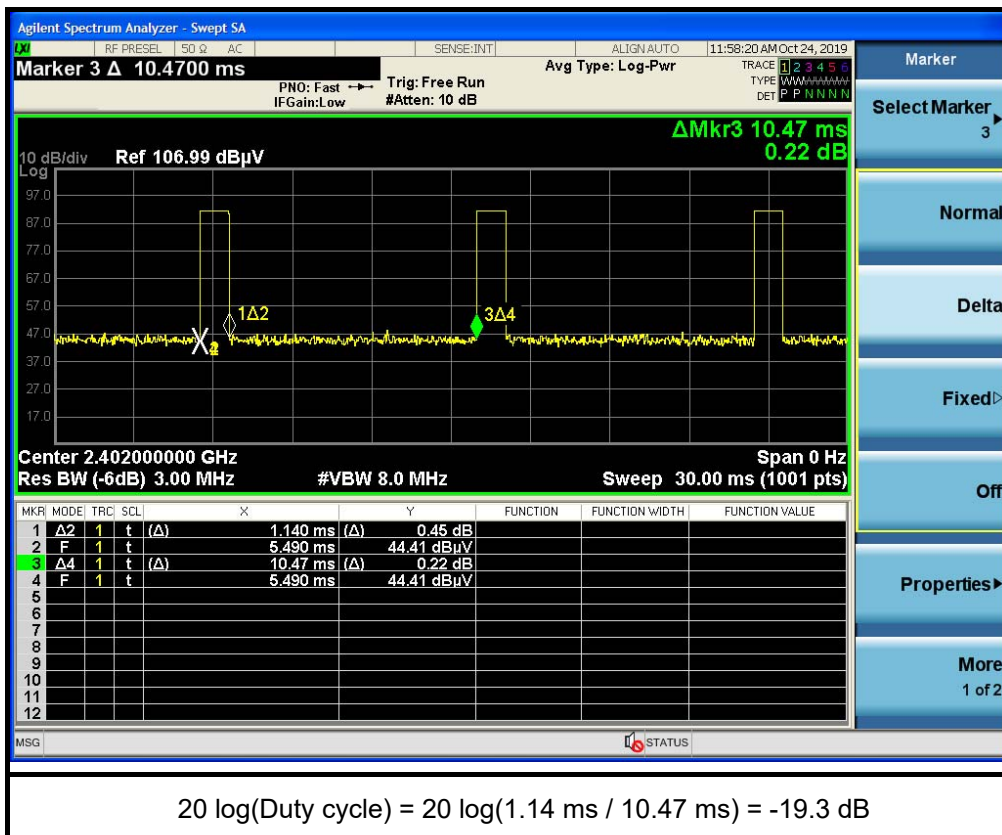 Agilent Spectrum Analyzer - Swept SA
LXI RF PRESEL 50 Ω AC SENSE:INT ALIGN AUTO 11:58:20 AM Oct 24, 2019
Marker 3 Δ 10.4700 ms
PNO: Fast
IFGain:Low
Trig: Free Run
#Atten: 10 dB
Avg Type: Log-Pwr
TRACE 1 2 3 4 5 6
TYPE WWWWWW
DET P P N N N N
ΔMkr3 10.47 ms
0.22 dB
10 dB/div Ref 106.99 dBµV
Log
97.0
87.0
77.0
67.0
57.0
47.0
37.0
27.0
17.0
1Δ2
3Δ4
Center 2.402000000 GHz Span 0 Hz
Res BW (-6dB) 3.00 MHz #VBW 8.0 MHz Sweep 30.00 ms (1001 pts)
MKR MODE TRC SCL X Y FUNCTION FUNCTION WIDTH FUNCTION VALUE
1 Δ2 1 t (Δ) 1.140 ms (Δ) 0.45 dB
2 F 1 t 5.490 ms 44.41 dBµV
3 Δ4 1 t (Δ) 10.47 ms (Δ) 0.22 dB
4 F 1 t 5.490 ms 44.41 dBµV
5
6
7
8
9
10
11
12
MSG STATUS
Marker
Select Marker
3
Normal
Delta
Fixed
Off
Properties
More
1 of 2
20 log(Duty cycle) = 20 log(1.14 ms / 10.47 ms) = -19.3 dB